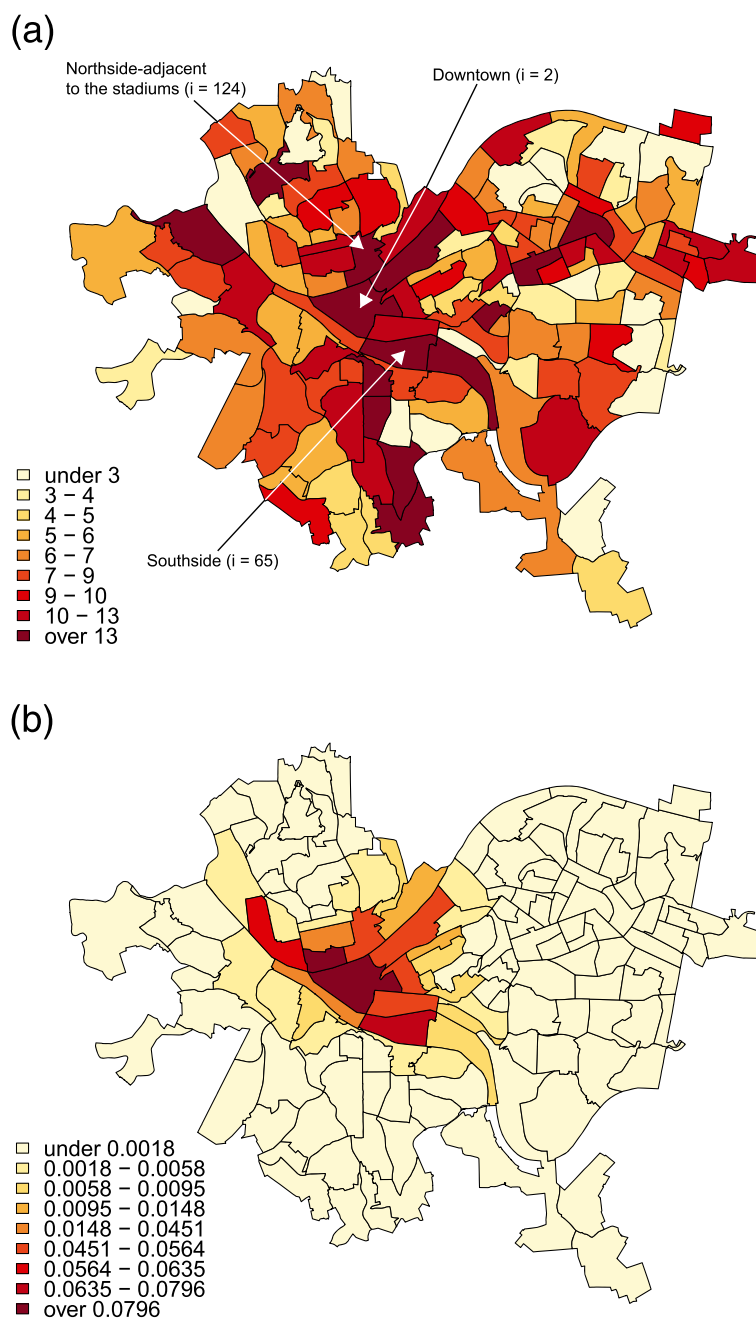 (a)
Northside-adjacent
to the stadiums (i = 124)
Downtown (i = 2)
Southside (i = 65)
under 3
3 − 4
4 − 5
5 − 6
6 − 7
7 − 9
9 − 10
10 − 13
over 13
(b)
under 0.0018
0.0018 − 0.0058
0.0058 − 0.0095
0.0095 − 0.0148
0.0148 − 0.0451
0.0451 − 0.0564
0.0564 − 0.0635
0.0635 − 0.0796
over 0.0796